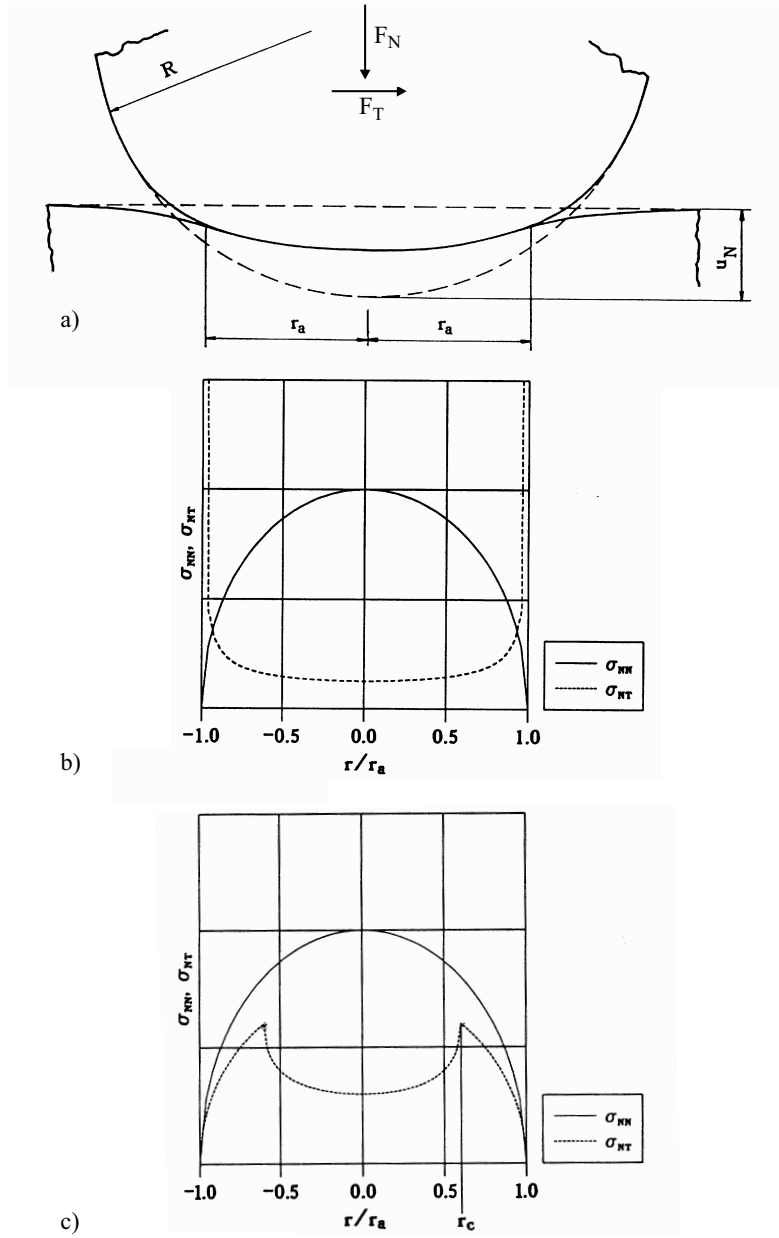 F_N
R
F_T
u_N
a)
r_a
r_a
σ_NN, σ_NT
σ_NN
σ_NT
-1.0 -0.5 0.0 0.5 1.0
r/r_a
b)
σ_NN, σ_NT
σ_NN
σ_NT
-1.0 -0.5 0.0 0.5 r_c 1.0
r/r_a
c)